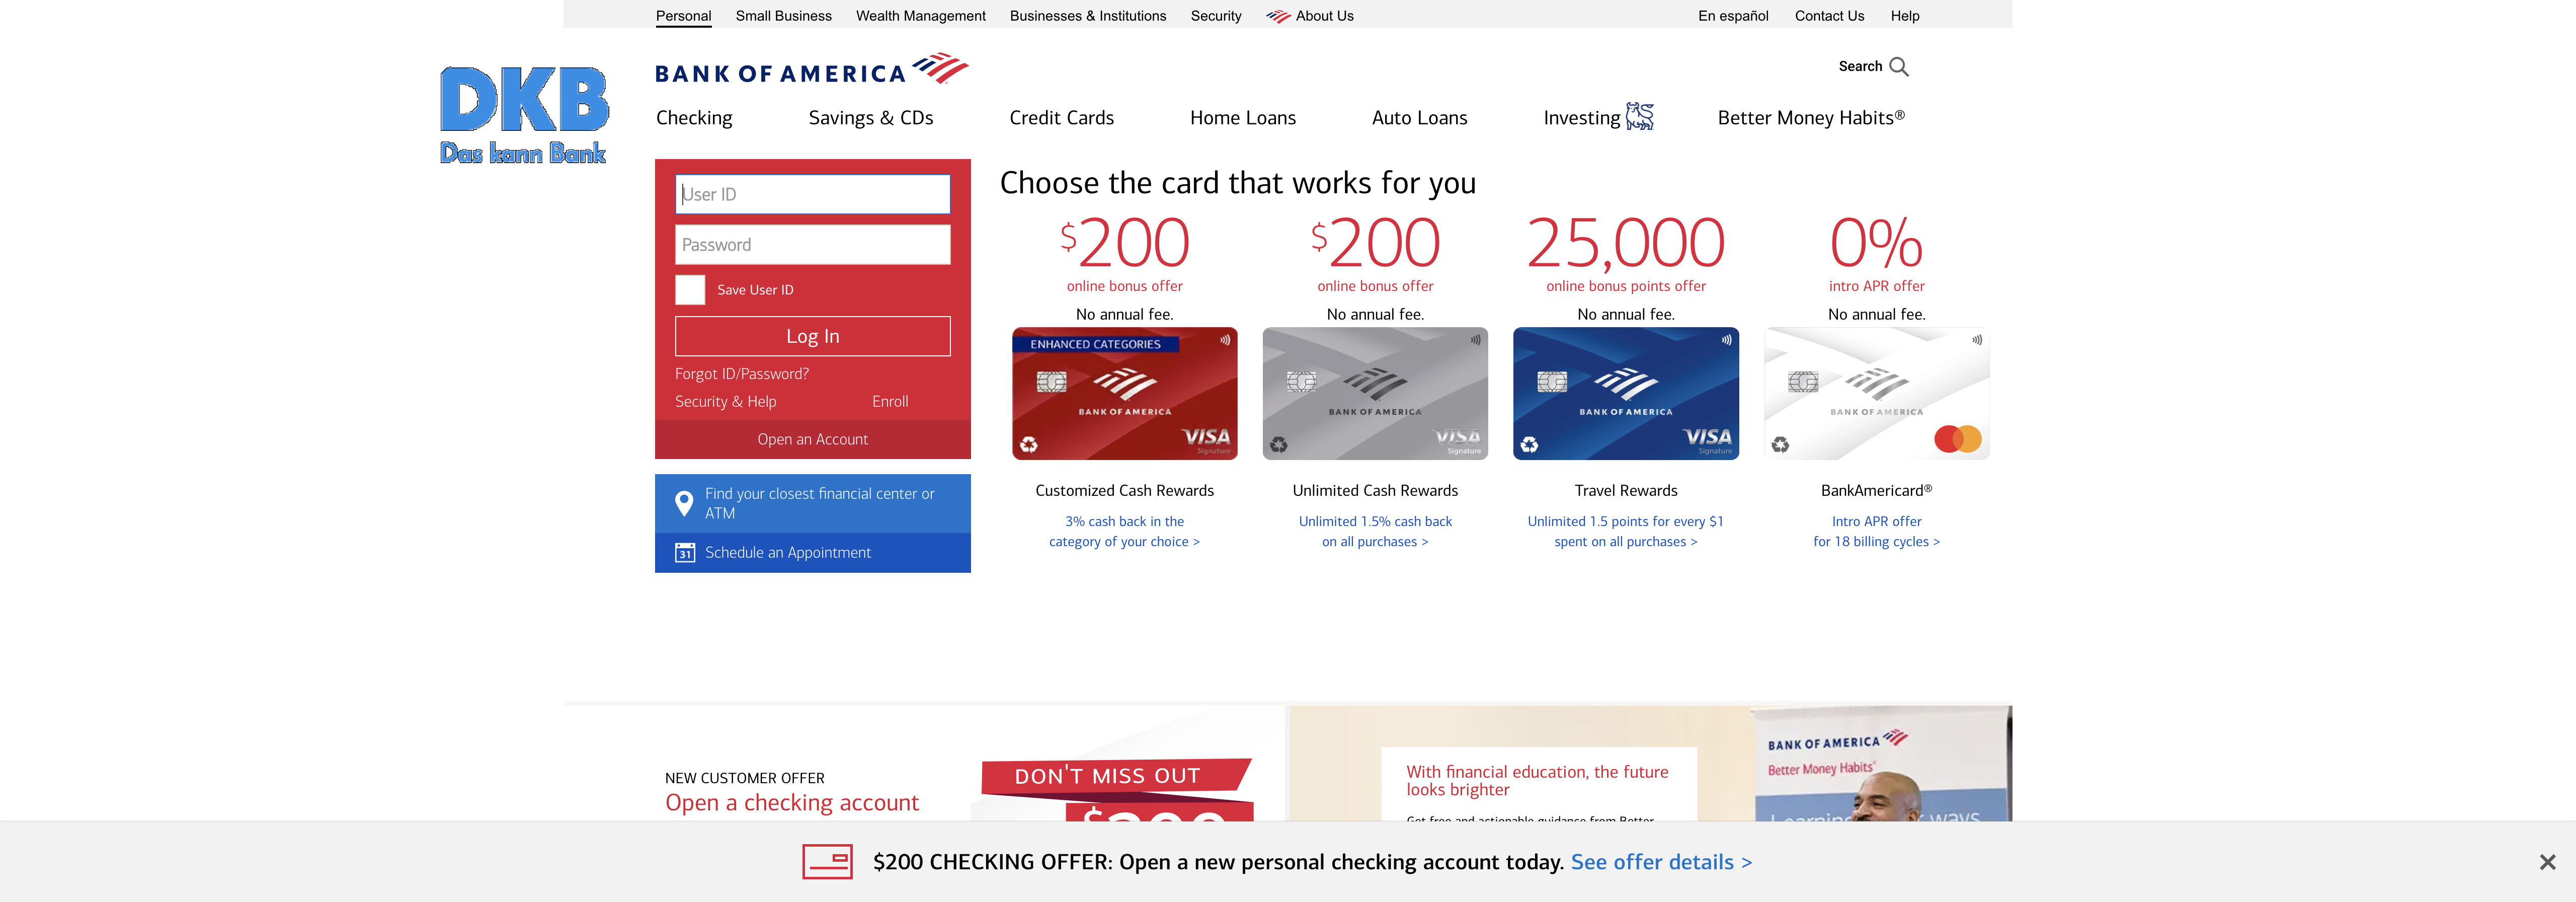 Personal Small Business Wealth Management Businesses & Institutions Security About Us En español Contact Us Help
DKB
Das kann Bank
BANK OF AMERICA
Search
Checking Savings & CDs Credit Cards Home Loans Auto Loans Investing Better Money Habits®
User ID
Password
Save User ID
Log In
Forgot ID/Password?
Security & Help Enroll
Open an Account
Find your closest financial center or
ATM
31
Schedule an Appointment
Choose the card that works for you
$200
online bonus offer
No annual fee.
ENHANCED CATEGORIES
BANK OF AMERICA
VISA
Signature
Customized Cash Rewards
3% cash back in the
category of your choice >
$200
online bonus offer
No annual fee.
BANK OF AMERICA
VISA
Signature
Unlimited Cash Rewards
Unlimited 1.5% cash back
on all purchases >
25,000
online bonus points offer
No annual fee.
BANK OF AMERICA
VISA
Signature
Travel Rewards
Unlimited 1.5 points for every $1
spent on all purchases >
0%
intro APR offer
No annual fee.
BANK OF AMERICA
BankAmericard®
Intro APR offer
for 18 billing cycles >
NEW CUSTOMER OFFER
Open a checking account
DON'T MISS OUT
With financial education, the future
looks brighter
Get free and actionable guidance from Better
BANK OF AMERICA
Better Money Habits®
ways
$200 CHECKING OFFER: Open a new personal checking account today. See offer details >